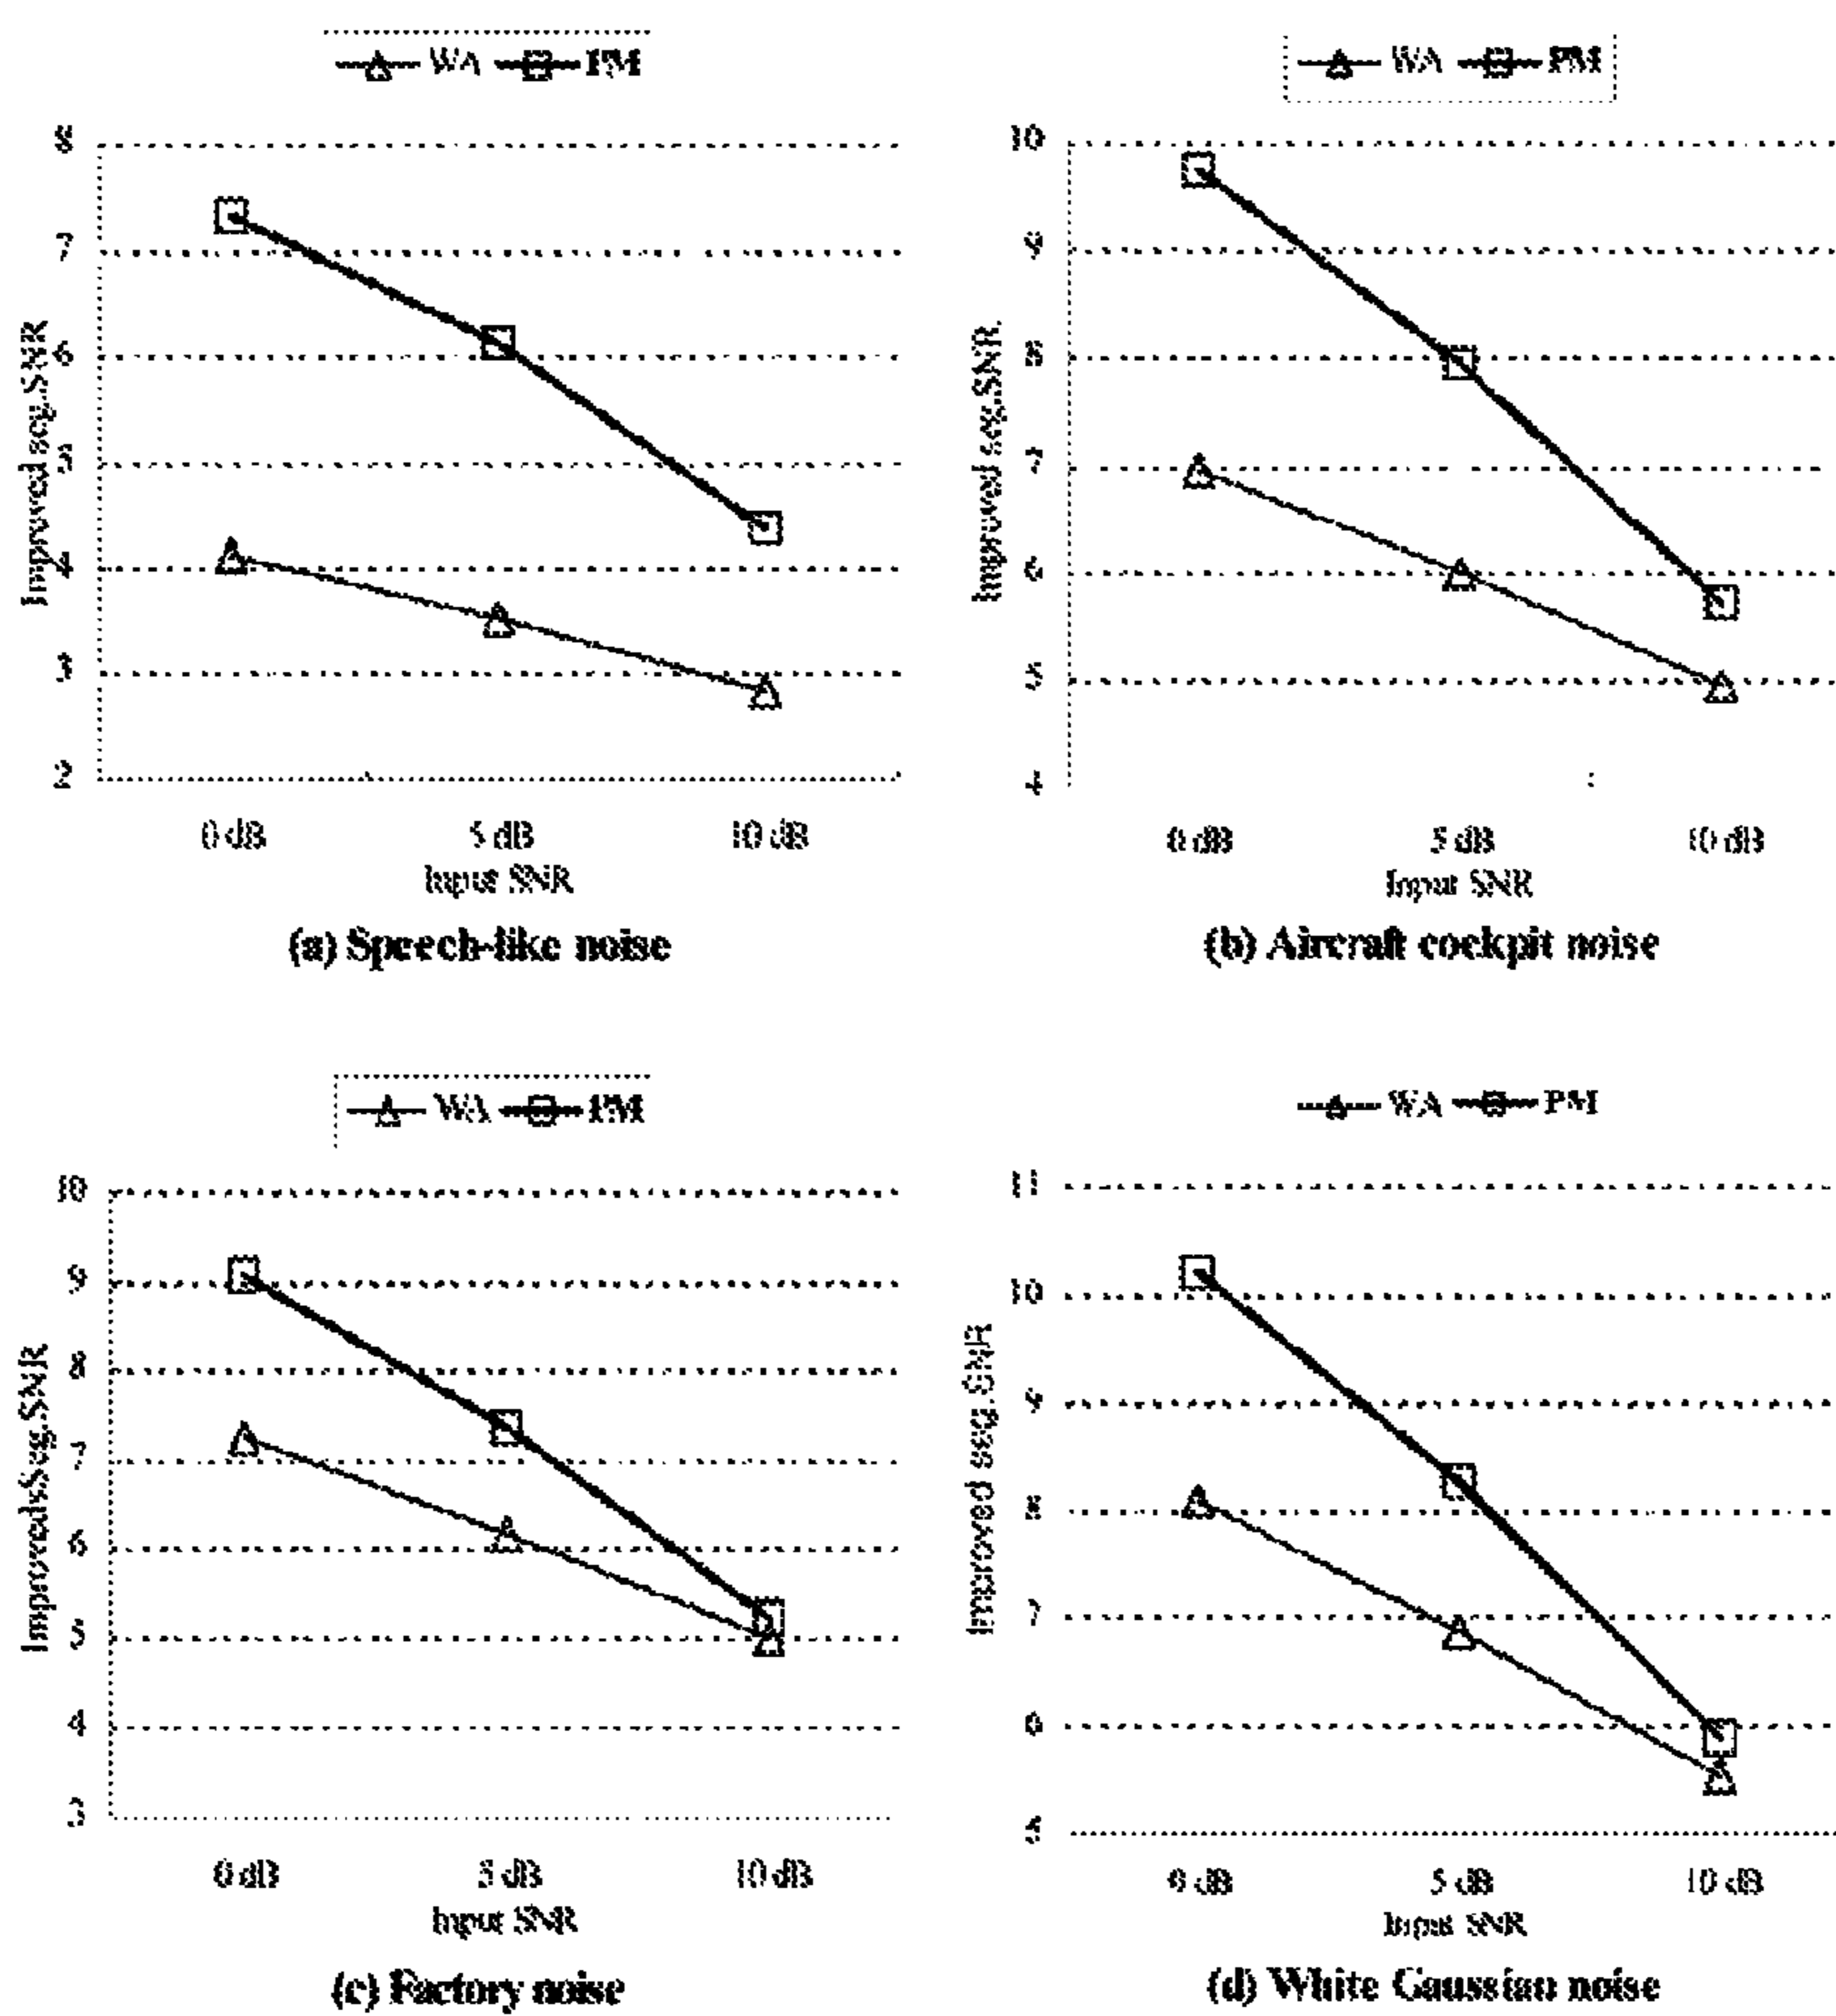 WA PM
8
7
6
5
4
3
2
Improved seg.SNR
0 dB 5 dB 10 dB
Input SNR
(a) Speech-like noise
WA PM
10
9
8
7
6
5
4
Improved seg.SNR.
0 dB 5 dB 10 dB
Input SNR
(b) Aircraft cockpit noise
WA PM
10
9
8
7
6
5
4
3
ImprovedsSeg.SNR
0 dB 5 dB 10 dB
Input SNR
(c) Factory noise
WA PM
11
10
9
8
7
6
5
Improved seg.SNR
0 dB 5 dB 10 dB
Input SNR
(d) White Gaussian noise